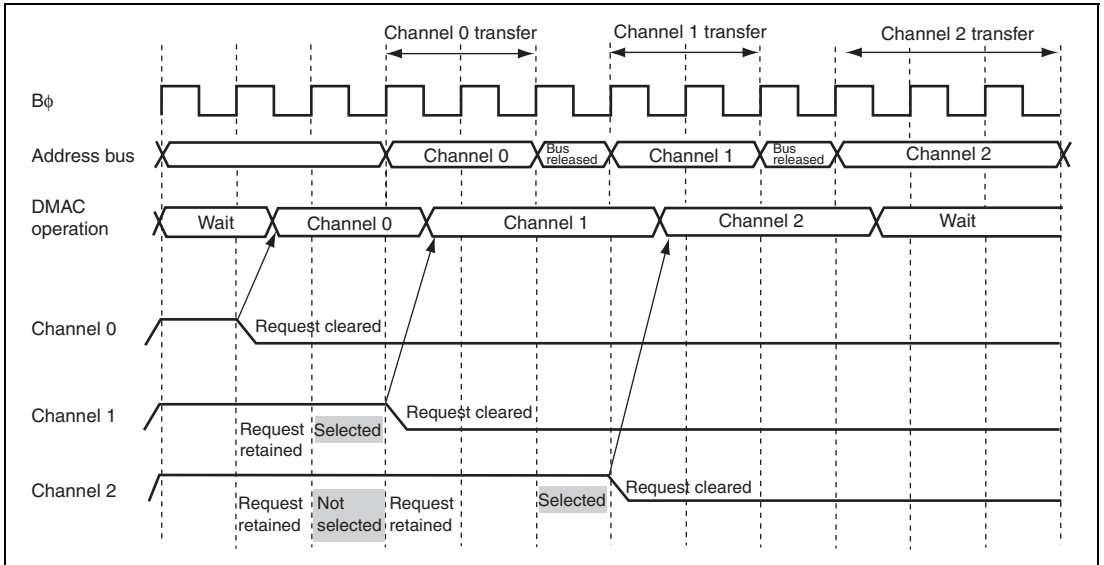 Channel 0 transfer
Channel 1 transfer
Channel 2 transfer
Bϕ
Address bus
Channel 0
Bus
released
Channel 1
Bus
released
Channel 2
DMAC
operation
Wait
Channel 0
Channel 1
Channel 2
Wait
Channel 0
Request cleared
Channel 1
Request cleared
Request
retained
Selected
Channel 2
Request cleared
Request
retained
Not
selected
Request
retained
Selected